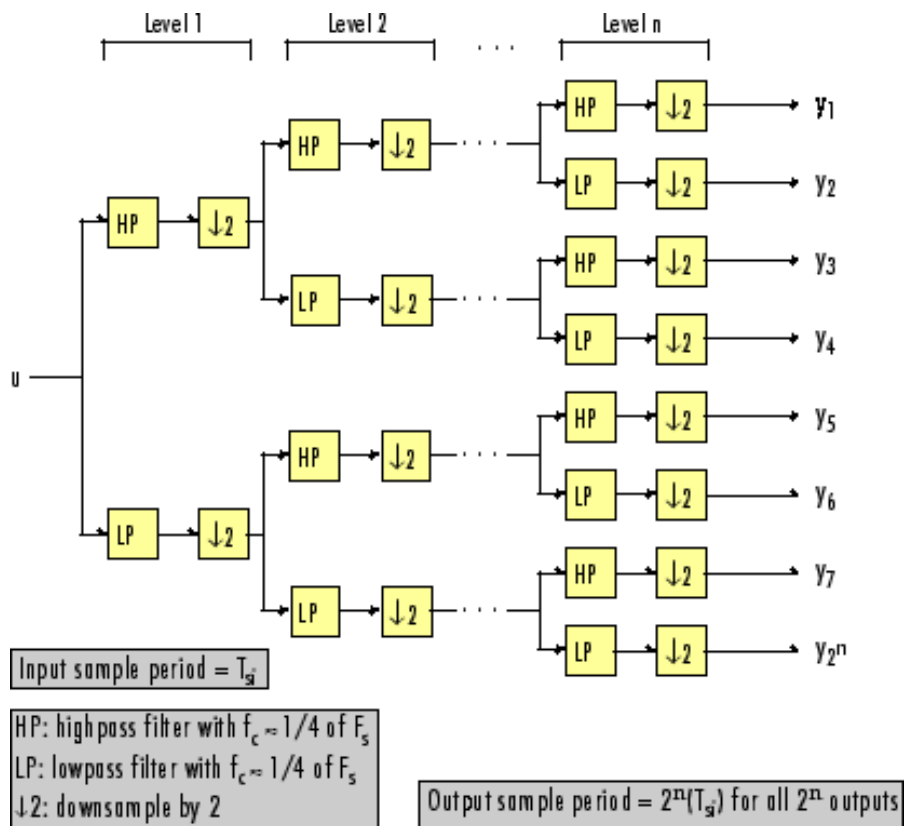 Level 1 Level 2 · · · Level n
HP ↓2 y₁
HP ↓2 · · ·
LP ↓2 y₂
HP ↓2
HP ↓2 y₃
LP ↓2 · · ·
LP ↓2 y₄
u
HP ↓2 y₅
HP ↓2 · · ·
LP ↓2 y₆
LP ↓2
HP ↓2 y₇
LP ↓2 · · ·
LP ↓2 y₂ⁿ
Input sample period = Tₛᵢ
HP: highpass filter with f_c ≈ 1/4 of Fₛ
LP: lowpass filter with f_c ≈ 1/4 of Fₛ
↓2: downsample by 2
Output sample period = 2ⁿ(Tₛᵢ) for all 2ⁿ outputs